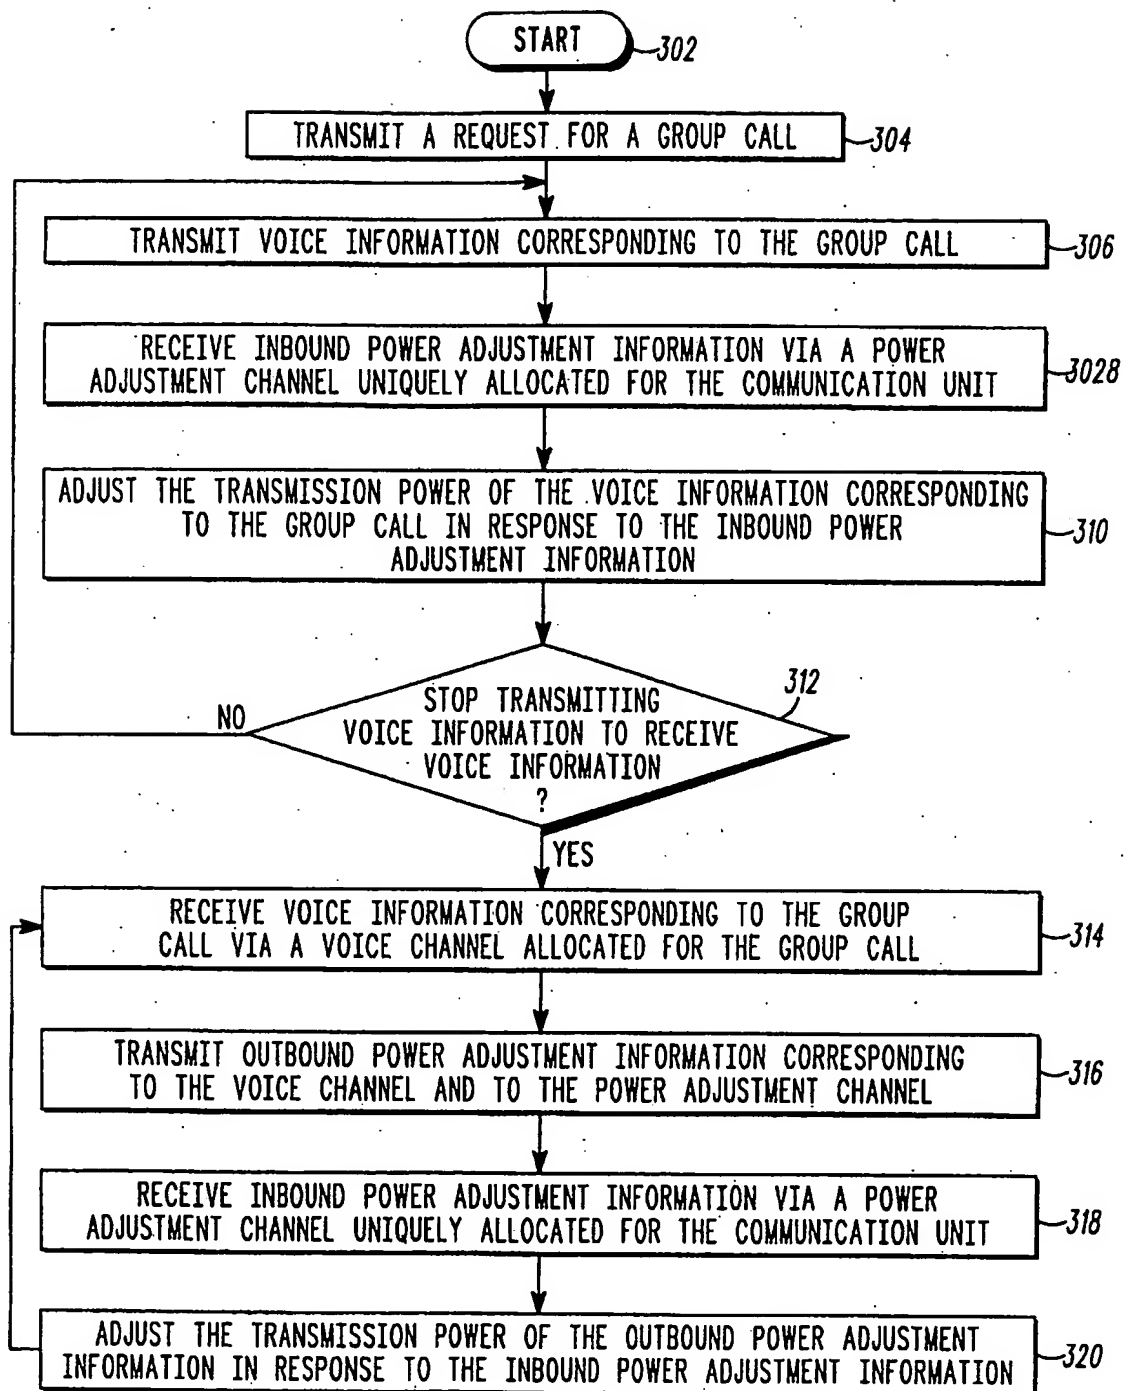 START
302
TRANSMIT A REQUEST FOR A GROUP CALL
304
TRANSMIT VOICE INFORMATION CORRESPONDING TO THE GROUP CALL
306
RECEIVE INBOUND POWER ADJUSTMENT INFORMATION VIA A POWER
ADJUSTMENT CHANNEL UNIQUELY ALLOCATED FOR THE COMMUNICATION UNIT
3028
ADJUST THE TRANSMISSION POWER OF THE VOICE INFORMATION CORRESPONDING
TO THE GROUP CALL IN RESPONSE TO THE INBOUND POWER
ADJUSTMENT INFORMATION
310
312
STOP TRANSMITTING
VOICE INFORMATION TO RECEIVE
VOICE INFORMATION
?
NO
YES
RECEIVE VOICE INFORMATION CORRESPONDING TO THE GROUP
CALL VIA A VOICE CHANNEL ALLOCATED FOR THE GROUP CALL
314
TRANSMIT OUTBOUND POWER ADJUSTMENT INFORMATION CORRESPONDING
TO THE VOICE CHANNEL AND TO THE POWER ADJUSTMENT CHANNEL
316
RECEIVE INBOUND POWER ADJUSTMENT INFORMATION VIA A POWER
ADJUSTMENT CHANNEL UNIQUELY ALLOCATED FOR THE COMMUNICATION UNIT
318
ADJUST THE TRANSMISSION POWER OF THE OUTBOUND POWER ADJUSTMENT
INFORMATION IN RESPONSE TO THE INBOUND POWER ADJUSTMENT INFORMATION
320